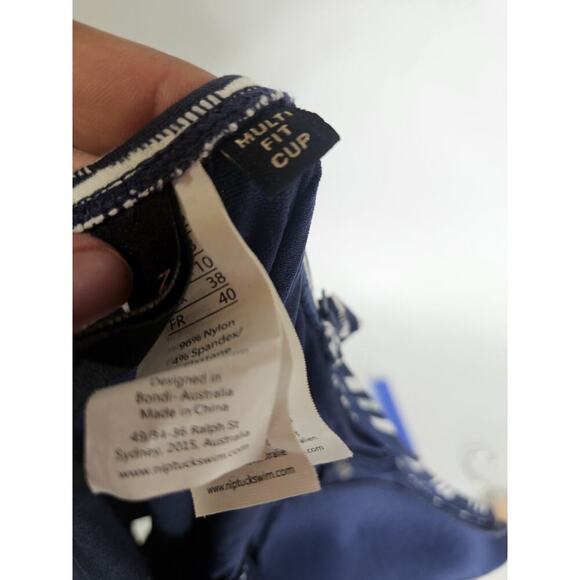 MULTI
FIT
CUP
10
38
FR 40
96% Nylon
4% Spandex/
Designed in
Bondi- Australia
Made in China
49/34-36 Ralph St
Sydney, 2015, Australia
www.niptuckswim.com
www.niptuckswim.com